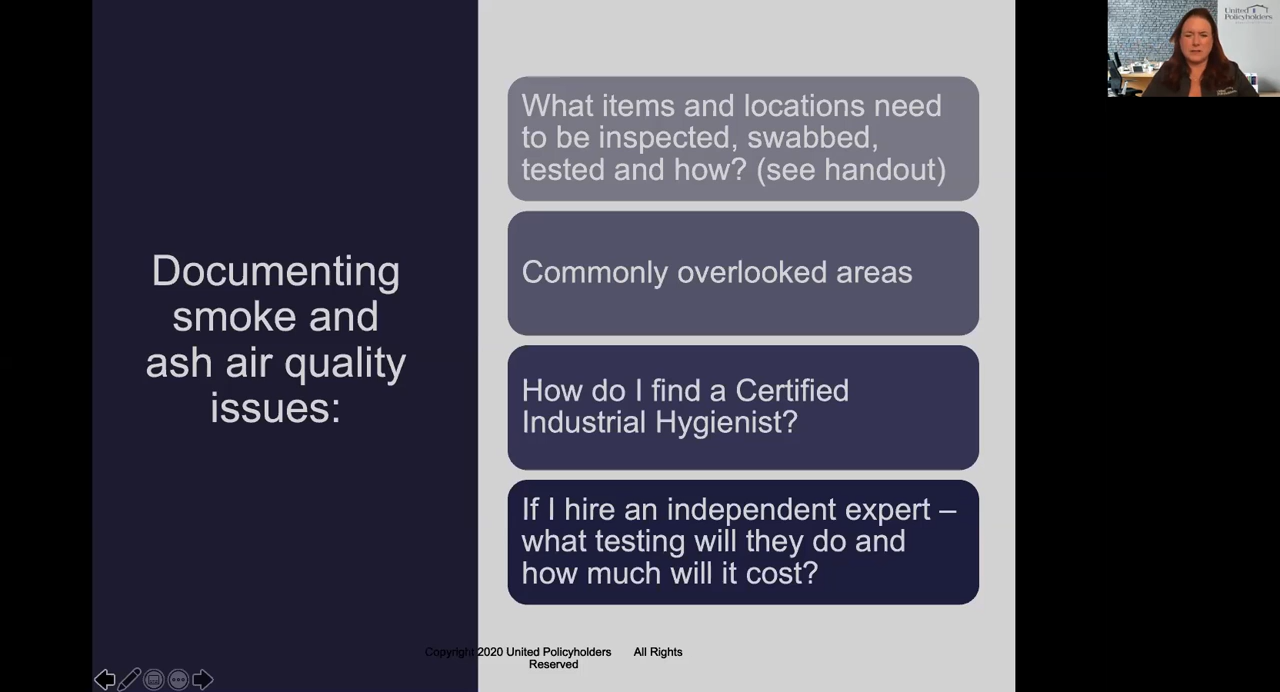 Documenting
smoke and
ash air quality
issues:
What items and locations need
to be inspected, swabbed,
tested and how? (see handout)
Commonly overlooked areas
How do I find a Certified
Industrial Hygienist?
If I hire an independent expert –
what testing will they do and
how much will it cost?
Copyright 2020 United Policyholders All Rights
Reserved
United
Policyholders